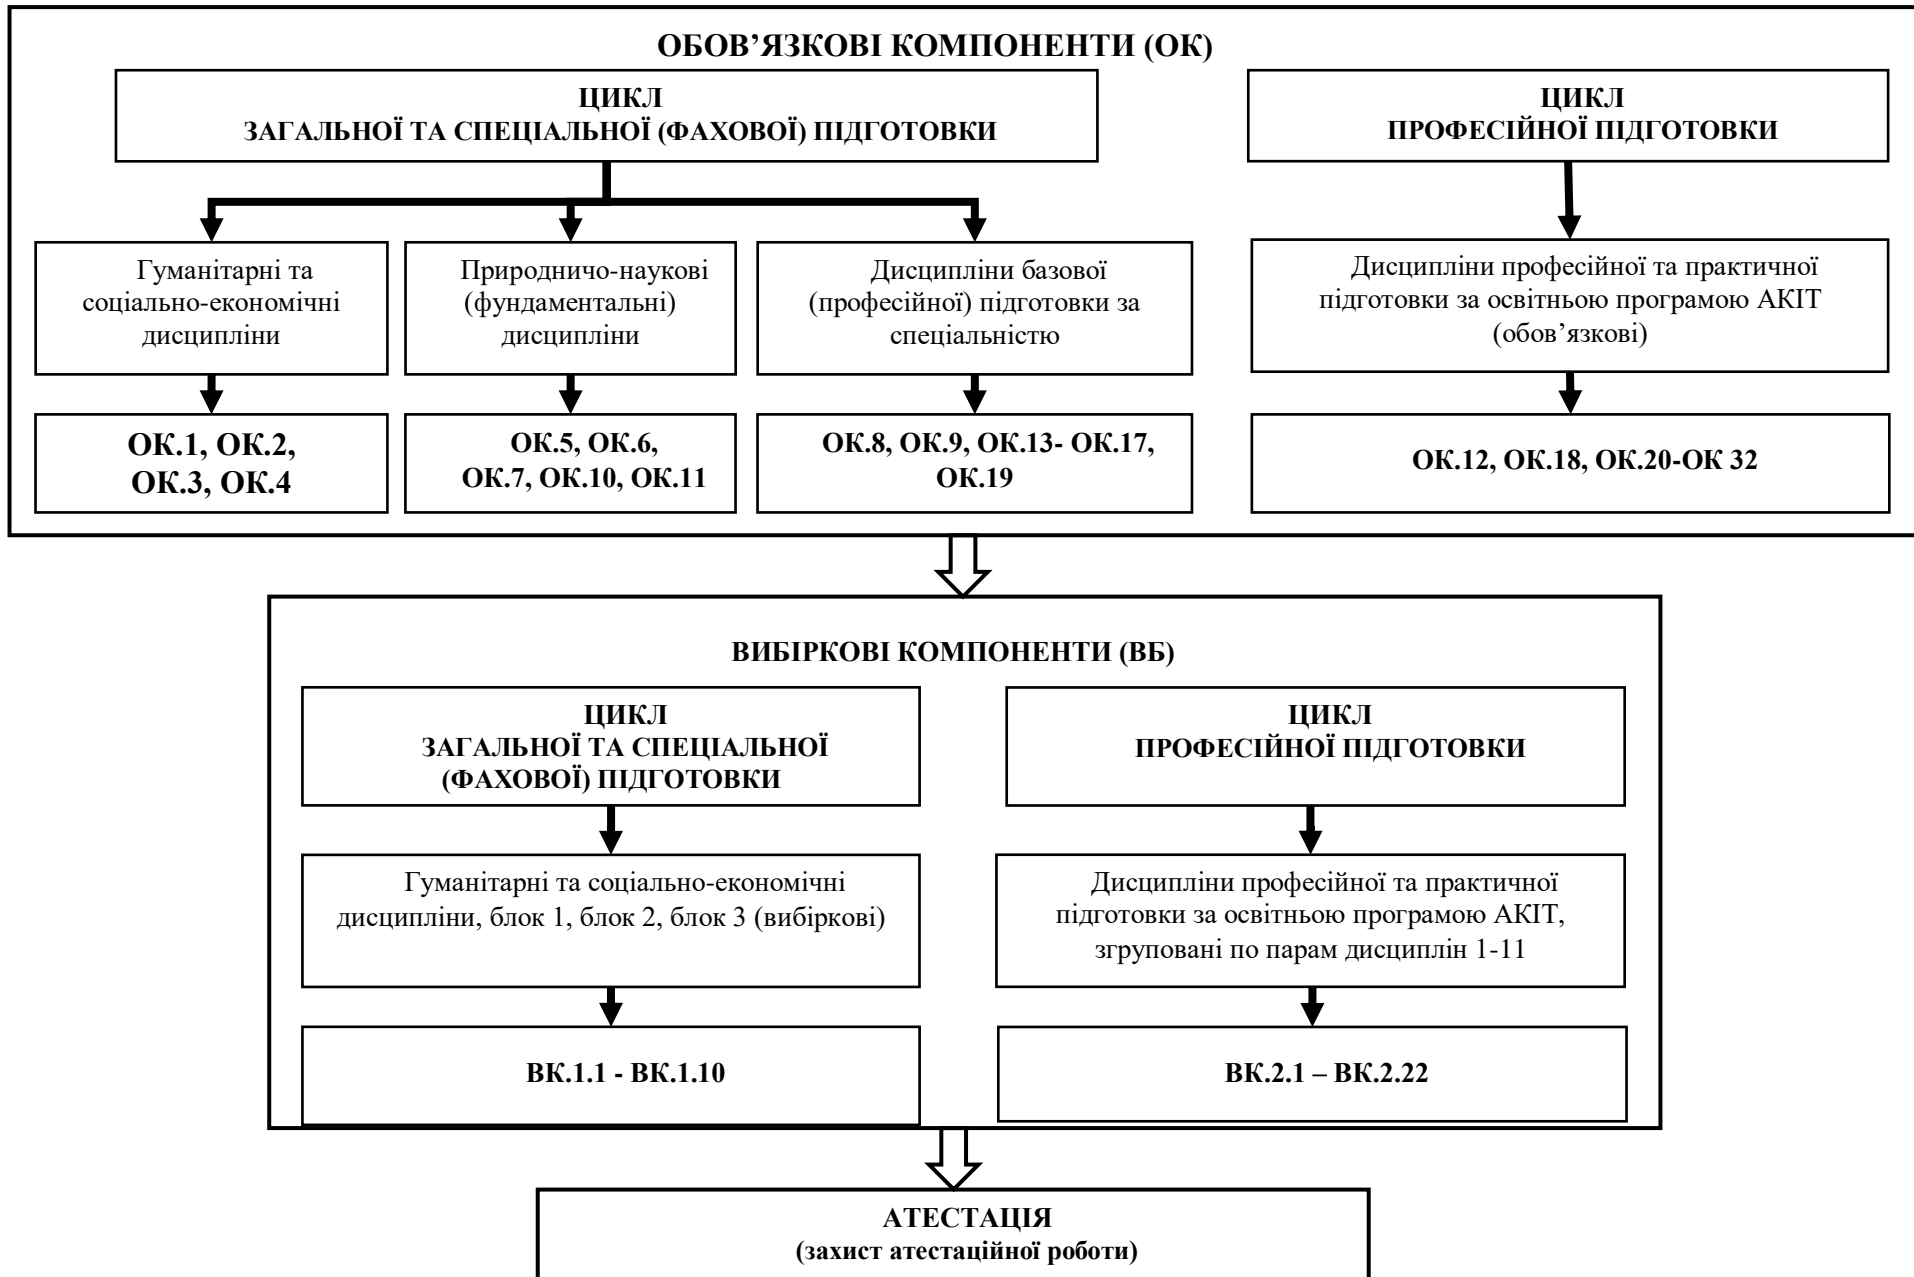 ОБОВ’ЯЗКОВІ КОМПОНЕНТИ (ОК)
ЦИКЛ
ЗАГАЛЬНОЇ ТА СПЕЦІАЛЬНОЇ (ФАХОВОЇ) ПІДГОТОВКИ
ЦИКЛ
ПРОФЕСІЙНОЇ ПІДГОТОВКИ
Гуманітарні та
соціально-економічні
дисципліни
Природничо-наукові
(фундаментальні)
дисципліни
Дисципліни базової
(професійної) підготовки за
спеціальністю
Дисципліни професійної та практичної
підготовки за освітньою програмою АКІТ
(обов’язкові)
ОК.1, ОК.2,
ОК.3, ОК.4
ОК.5, ОК.6,
ОК.7, ОК.10, ОК.11
ОК.8, ОК.9, ОК.13- ОК.17,
ОК.19
ОК.12, ОК.18, ОК.20-ОК 32
ВИБІРКОВІ КОМПОНЕНТИ (ВБ)
ЦИКЛ
ЗАГАЛЬНОЇ ТА СПЕЦІАЛЬНОЇ
(ФАХОВОЇ) ПІДГОТОВКИ
ЦИКЛ
ПРОФЕСІЙНОЇ ПІДГОТОВКИ
Гуманітарні та соціально-економічні
дисципліни, блок 1, блок 2, блок 3 (вибіркові)
Дисципліни професійної та практичної
підготовки за освітньою програмою АКІТ,
згруповані по парам дисциплін 1-11
ВК.1.1 - ВК.1.10
ВК.2.1 – ВК.2.22
АТЕСТАЦІЯ
(захист атестаційної роботи)